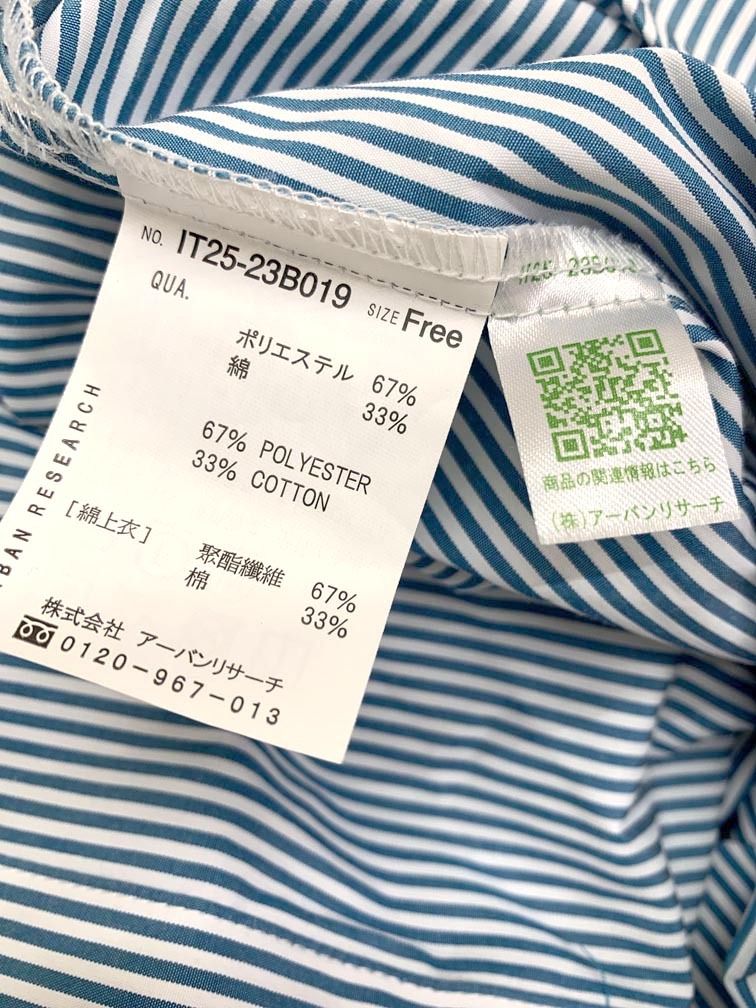 NO. IT25-23B019 SIZE Free
QUA.
ポリエステル 67%
綿 33%
67% POLYESTER
33% COTTON
[綿上衣]
聚酯纖維 67%
棉 33%
BAN RESEARCH
株式会社 アーバンリサーチ
0120-967-013
商品の関連情報はこちら
(株)アーバンリサーチ